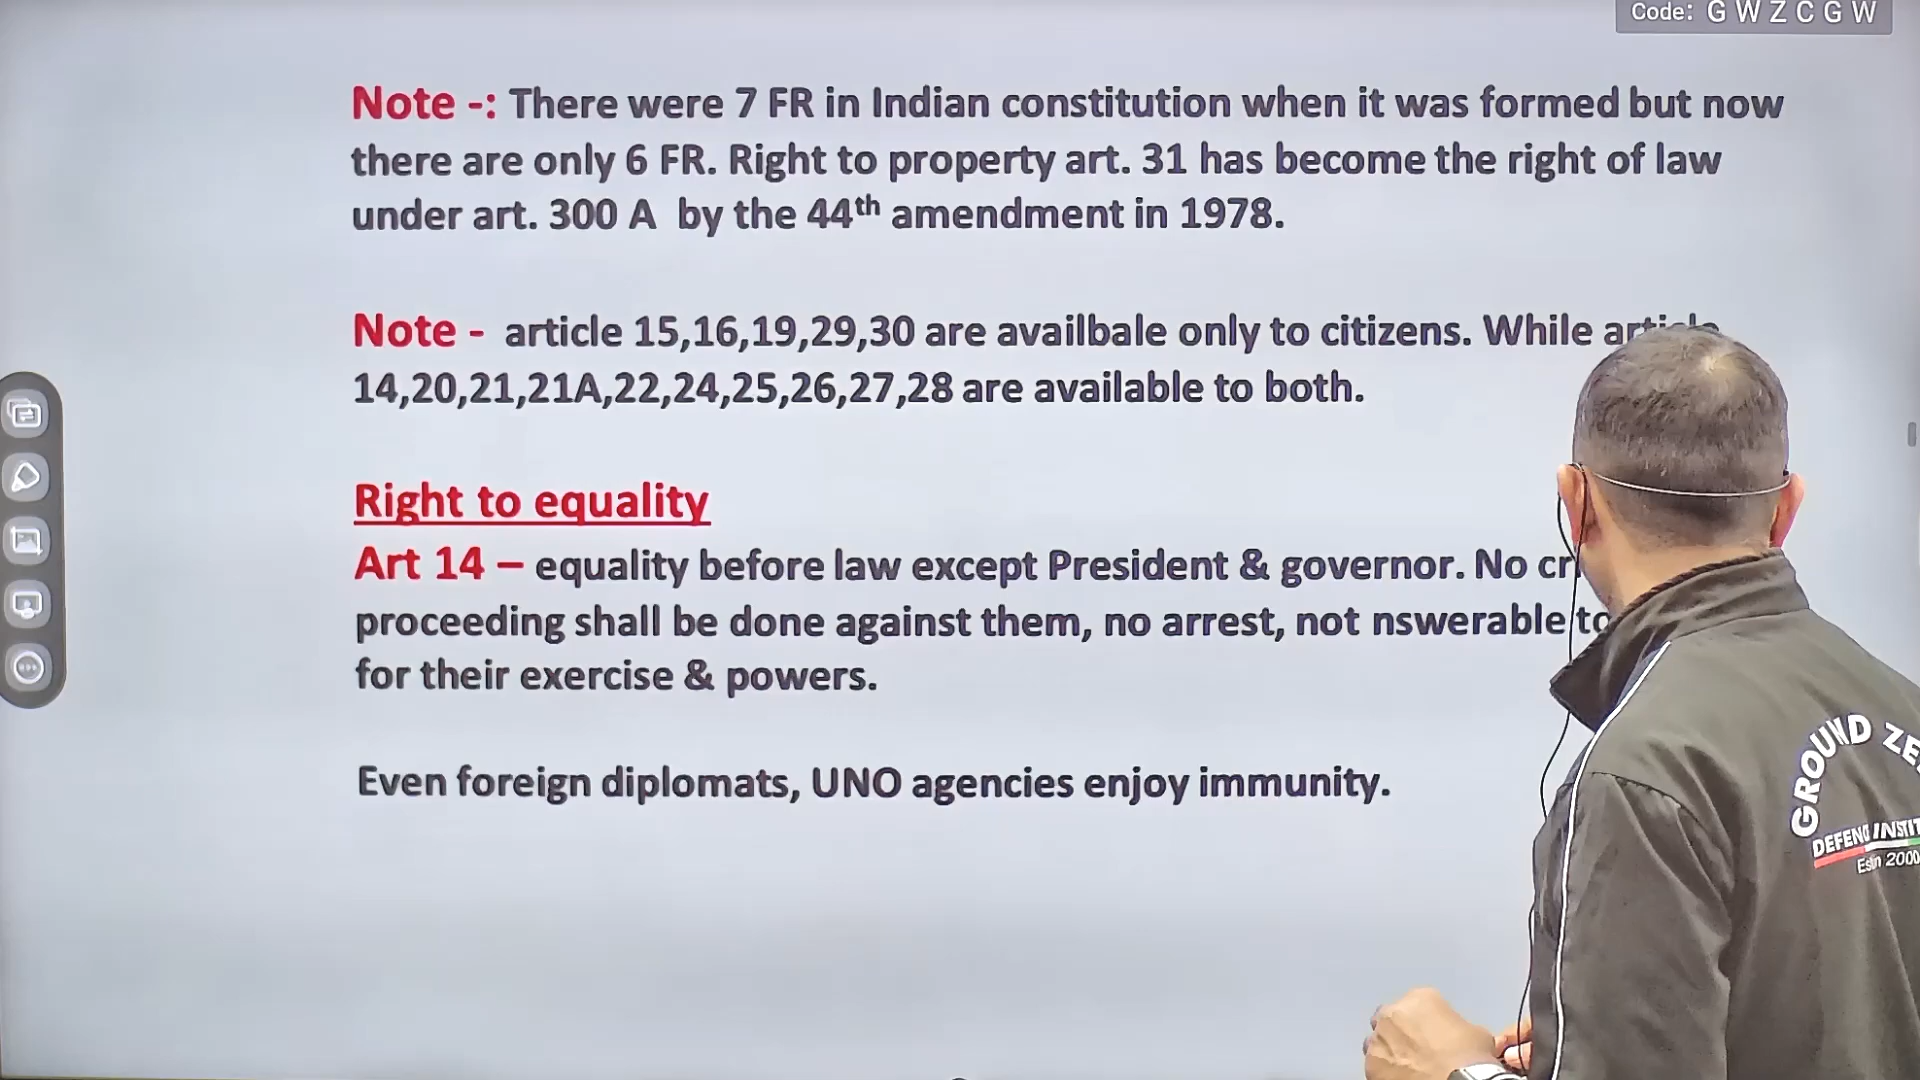 Code: G W Z C G W
Note -: There were 7 FR in Indian constitution when it was formed but now
there are only 6 FR. Right to property art. 31 has become the right of law
under art. 300 A by the 44th amendment in 1978.
Note - article 15,16,19,29,30 are availbale only to citizens. While article
14,20,21,21A,22,24,25,26,27,28 are available to both.
Right to equality
Art 14 – equality before law except President & governor. No
proceeding shall be done against them, no arrest, not nswerable to
for their exercise & powers.
Even foreign diplomats, UNO agencies enjoy immunity.
GROUND
DEFENC INSTIT
Estn 2000